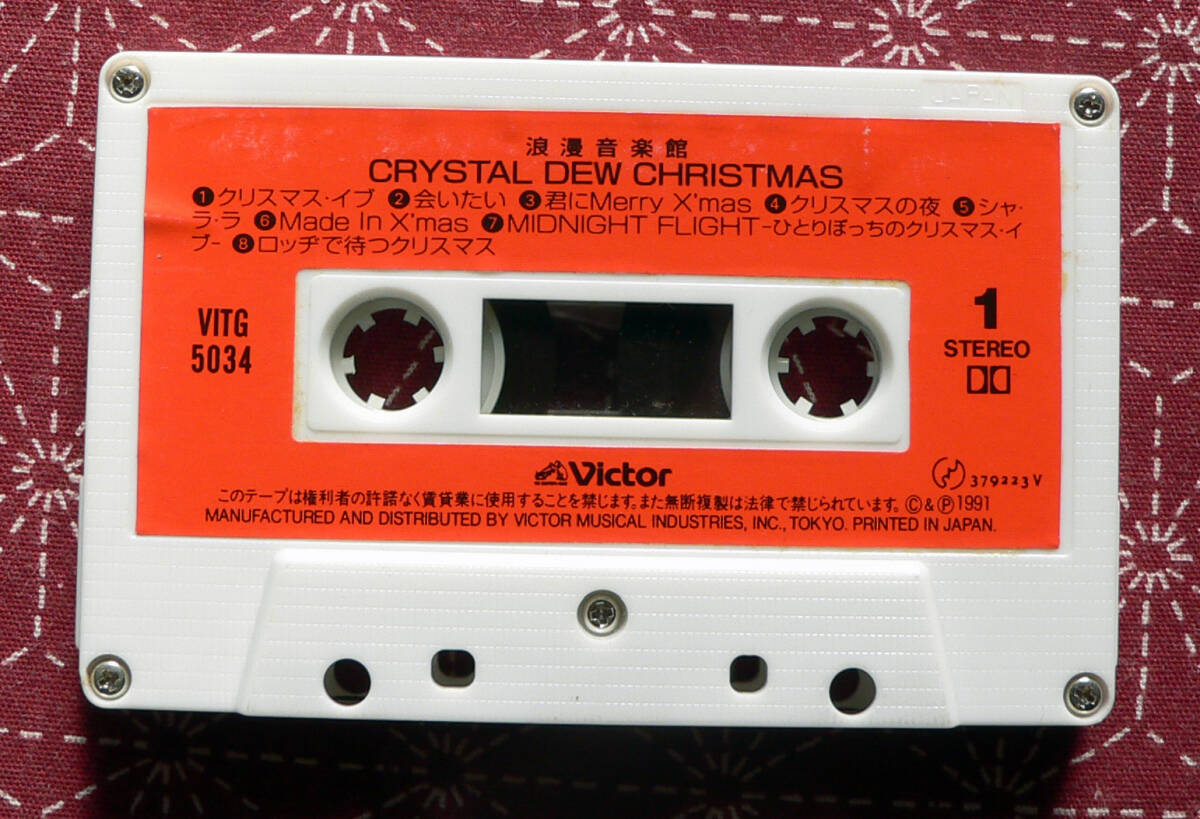 JAPAN
浪漫音楽館
CRYSTAL DEW CHRISTMAS
❶クリスマス・イブ ❷会いたい ❸君にMerry X'mas ❹クリスマスの夜 ❺シャ・
ラ・ラ ❻Made In X'mas ❼MIDNIGHT FLIGHT-ひとりぼっちのクリスマス・イ
ブ- ❽ロッヂで待つクリスマス
VITG
5034
1
STEREO
Victor
379223V
このテープは権利者の許諾なく賃貸業に使用することを禁じます。また無断複製は法律で禁じられています。Ⓒ&Ⓟ1991
MANUFACTURED AND DISTRIBUTED BY VICTOR MUSICAL INDUSTRIES, INC., TOKYO. PRINTED IN JAPAN.